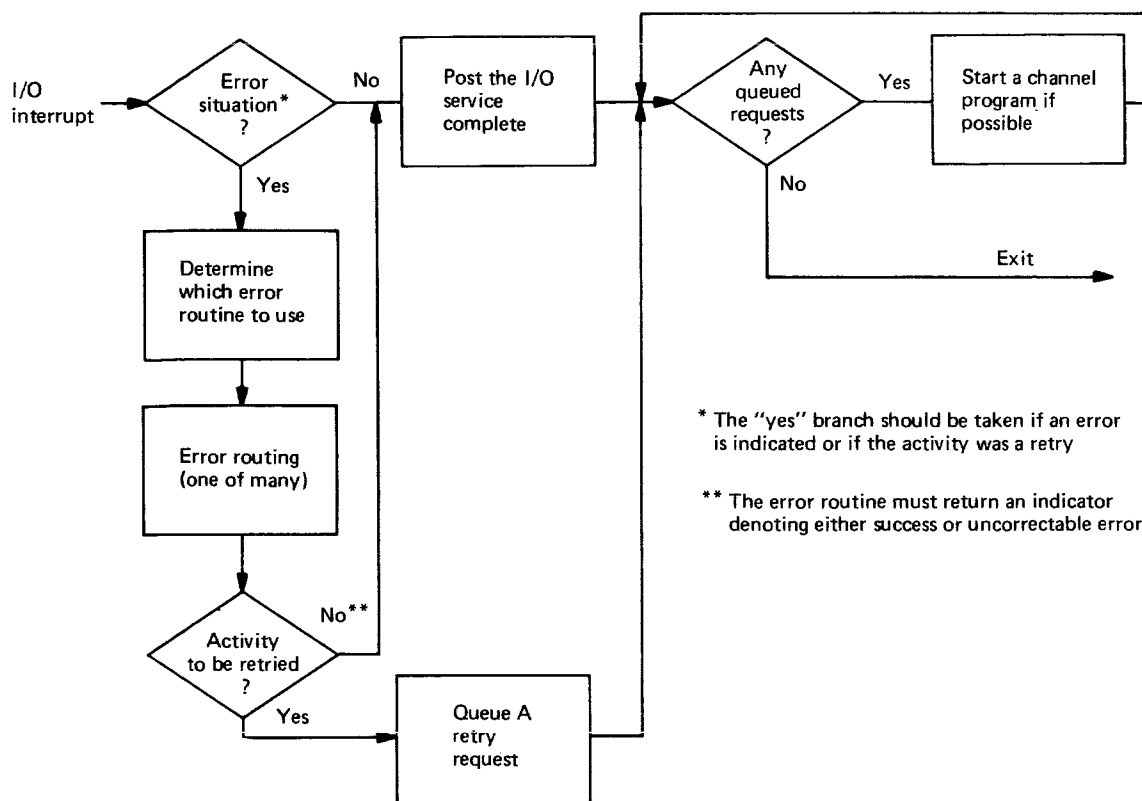 I/O
interrupt
Error
situation*
?
No
Yes
Post the I/O
service
complete
Any
queued
requests
?
Yes
No
Start a channel
program if
possible
Exit
Determine
which error
routine to use
Error routing
(one of many)
Activity
to be retried
?
No**
Yes
Queue A
retry
request
* The "yes" branch should be taken if an error
is indicated or if the activity was a retry
** The error routine must return an indicator
denoting either success or uncorrectable error